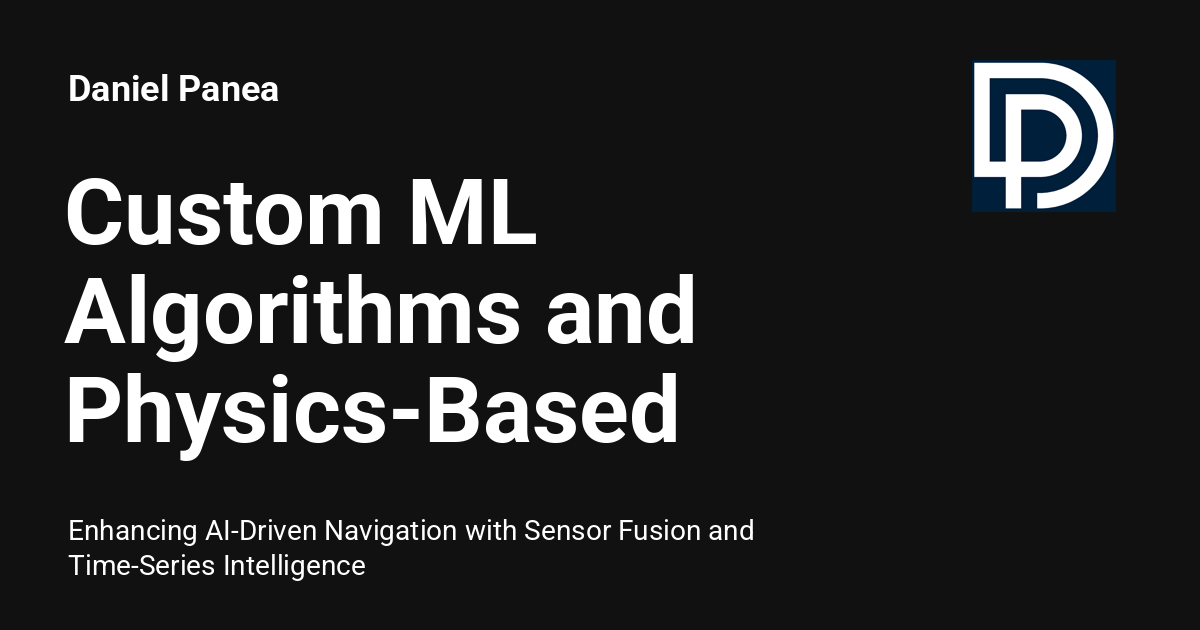 Daniel Panea
Custom ML
Algorithms and
Physics-Based
Enhancing AI-Driven Navigation with Sensor Fusion and
Time-Series Intelligence